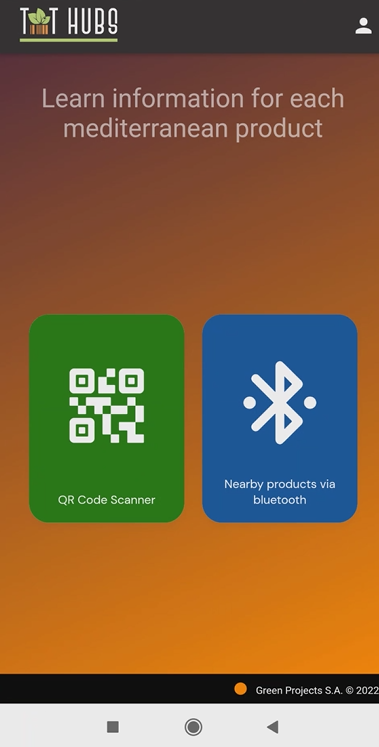 T T HUBS
Learn information for each
mediterranean product
QR Code Scanner
Nearby products via
bluetooth
Green Projects S.A. © 2022